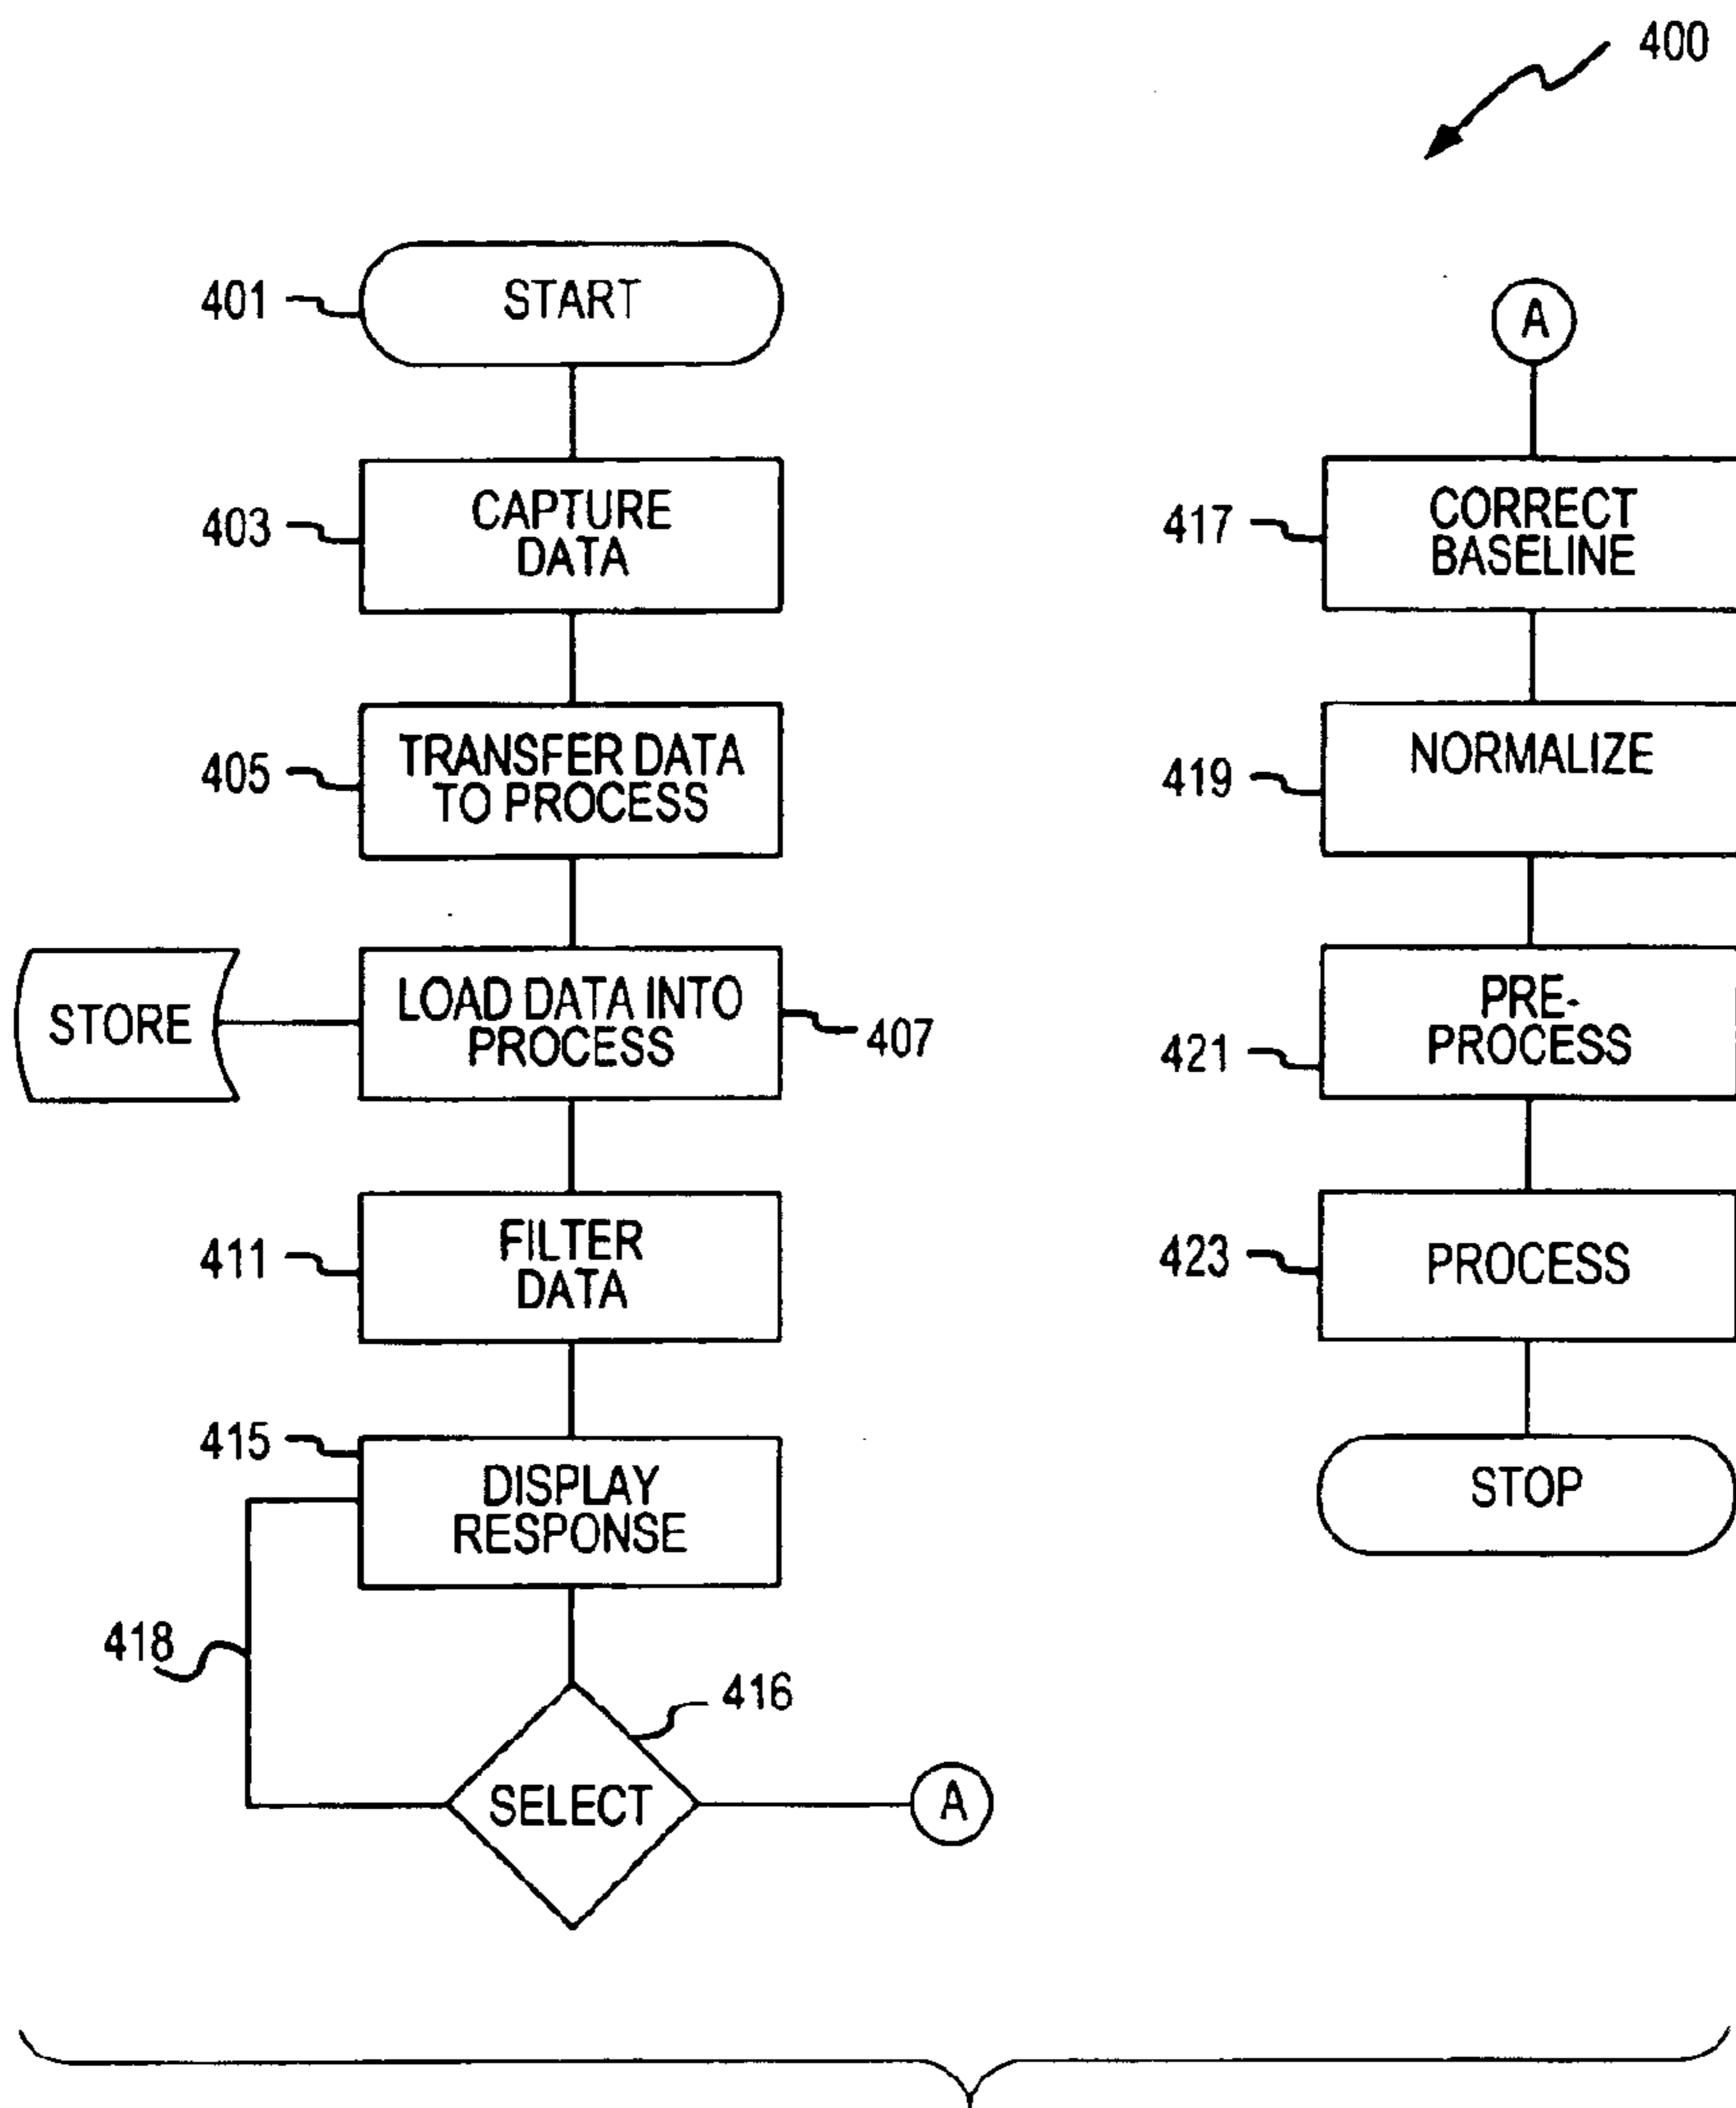 400
401
START
403
CAPTURE
DATA
405
TRANSFER DATA
TO PROCESS
STORE
LOAD DATA INTO
PROCESS
407
411
FILTER
DATA
415
DISPLAY
RESPONSE
418
416
SELECT
A
A
417
CORRECT
BASELINE
419
NORMALIZE
421
PRE-
PROCESS
423
PROCESS
STOP